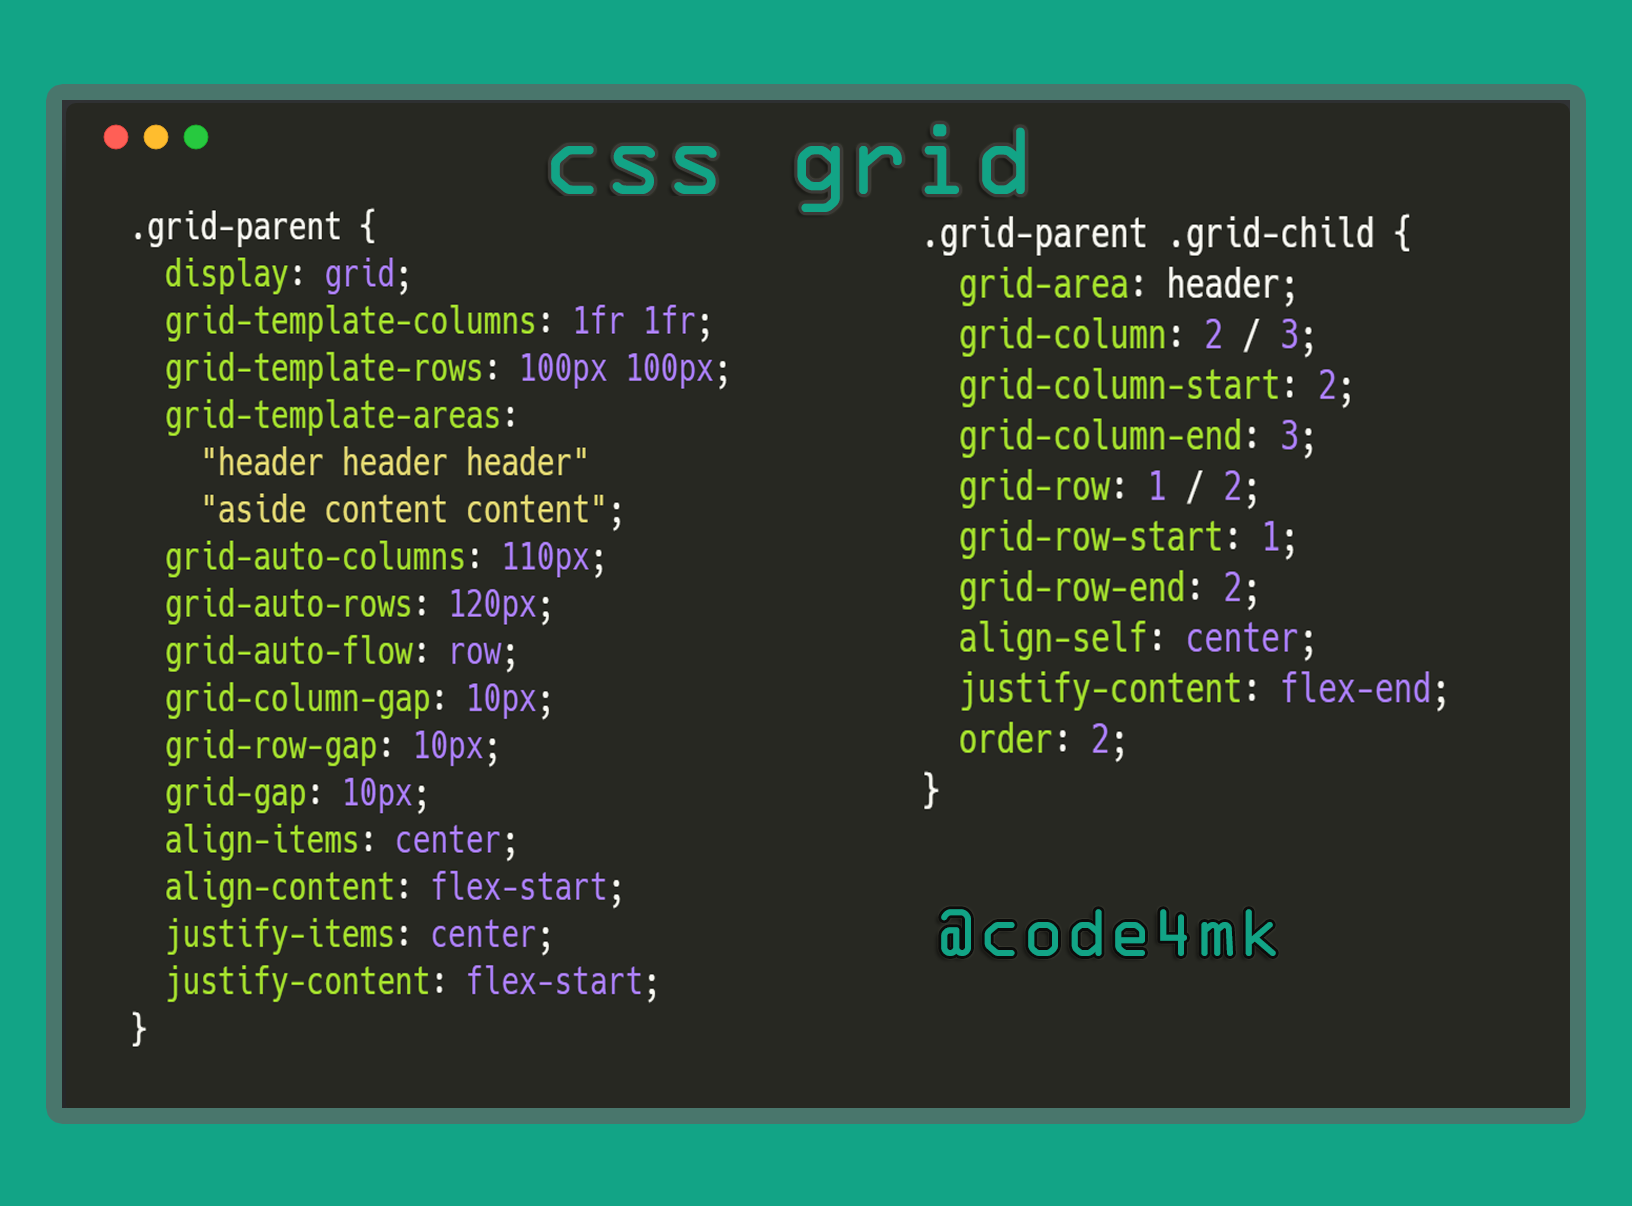 css grid
.grid-parent {
display: grid;
grid-template-columns: 1fr 1fr;
grid-template-rows: 100px 100px;
grid-template-areas:
"header header header"
"aside content content";
grid-auto-columns: 110px;
grid-auto-rows: 120px;
grid-auto-flow: row;
grid-column-gap: 10px;
grid-row-gap: 10px;
grid-gap: 10px;
align-items: center;
align-content: flex-start;
justify-items: center;
justify-content: flex-start;
}
.grid-parent .grid-child {
grid-area: header;
grid-column: 2 / 3;
grid-column-start: 2;
grid-column-end: 3;
grid-row: 1 / 2;
grid-row-start: 1;
grid-row-end: 2;
align-self: center;
justify-content: flex-end;
order: 2;
}
@code4mk